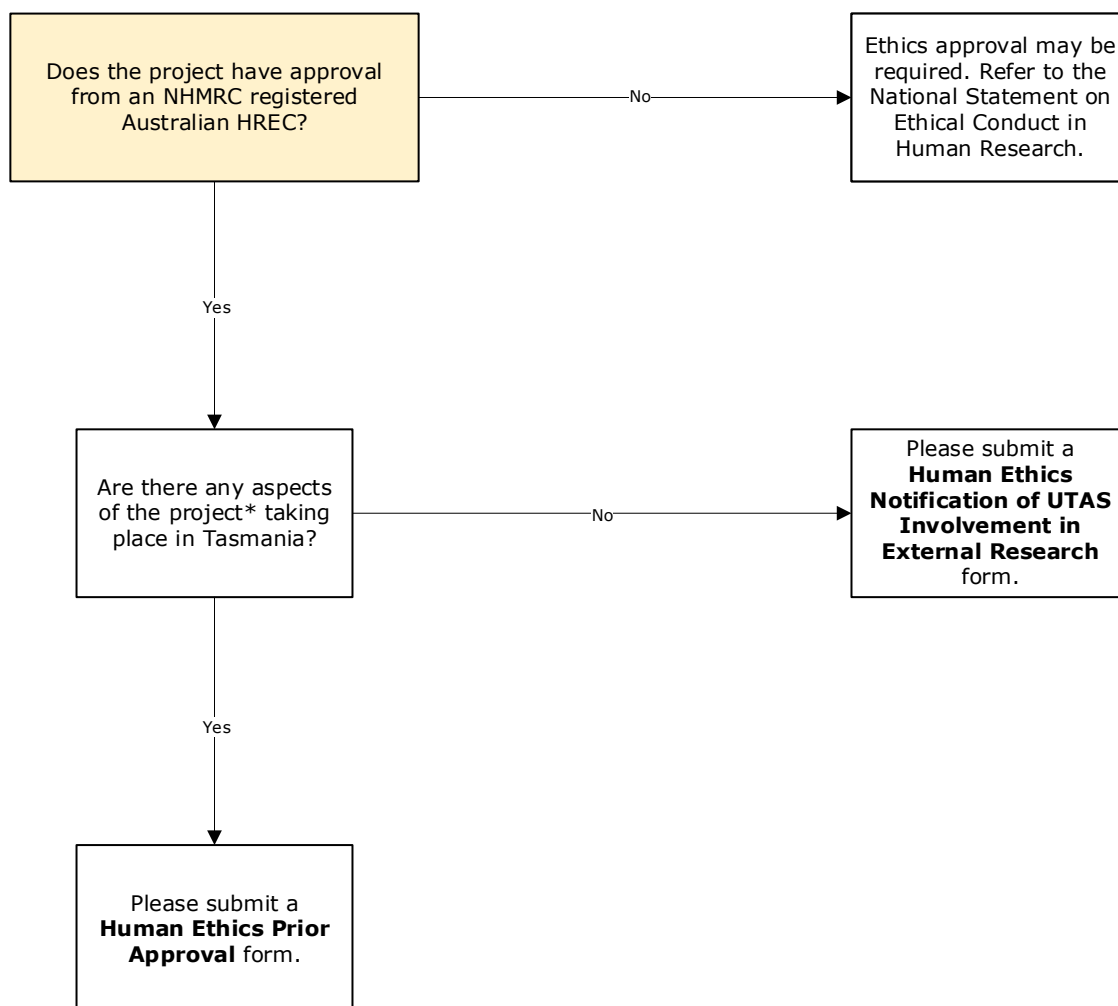 Does the project have approval
from an NHMRC registered
Australian HREC?
No
Ethics approval may be
required. Refer to the
National Statement on
Ethical Conduct in
Human Research.
Yes
Are there any aspects
of the project* taking
place in Tasmania?
No
Please submit a
Human Ethics
Notification of UTAS
Involvement in
External Research
form.
Yes
Please submit a
Human Ethics Prior
Approval form.